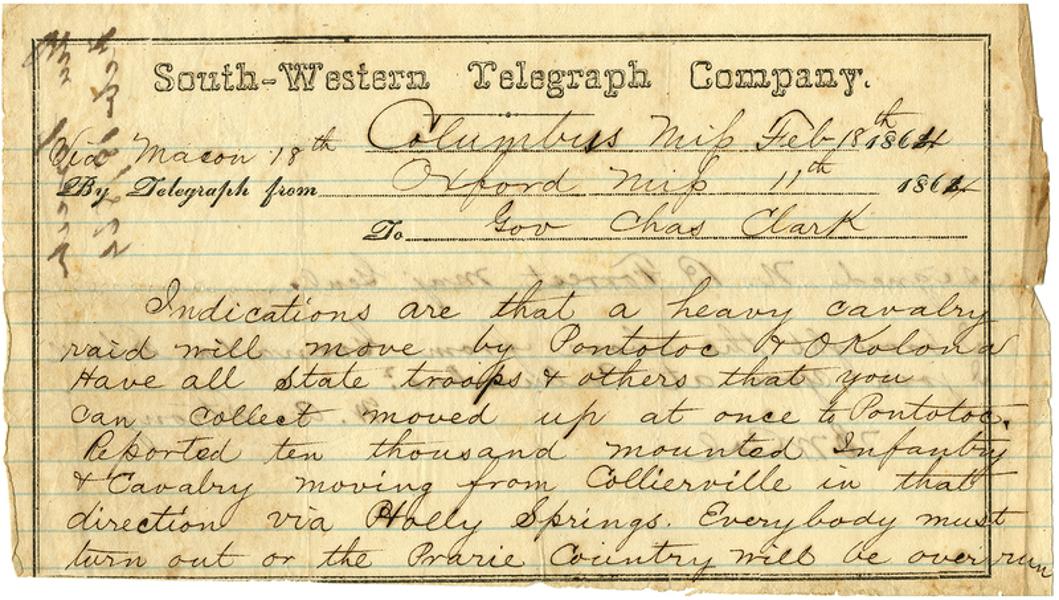 South-Western Telegraph Company.
Columbus Miss Feb 18th 1864
Via Macon 18th
By Telegraph from Oxford Miss 11th 1864
To Gov Chas Clark
Indications are that a heavy cavalry
raid will move by Pontotoc & OKolona
Have all State troops & others that you
can collect moved up at once to Pontotoc.
Reported ten thousand mounted Infantry
& Cavalry moving from Collierville in that
direction via Holly Springs. Everybody must
turn out or the Prarie Country will be over run